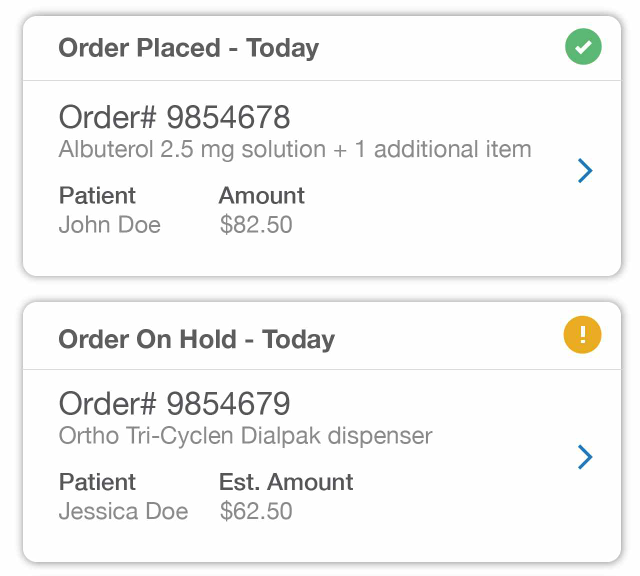 Order Placed - Today
Order# 9854678
Albuterol 2.5 mg solution + 1 additional item
Patient Amount
John Doe $82.50
Order On Hold - Today
!
Order# 9854679
Ortho Tri-Cyclen Dialpak dispenser
Patient Est. Amount
Jessica Doe $62.50